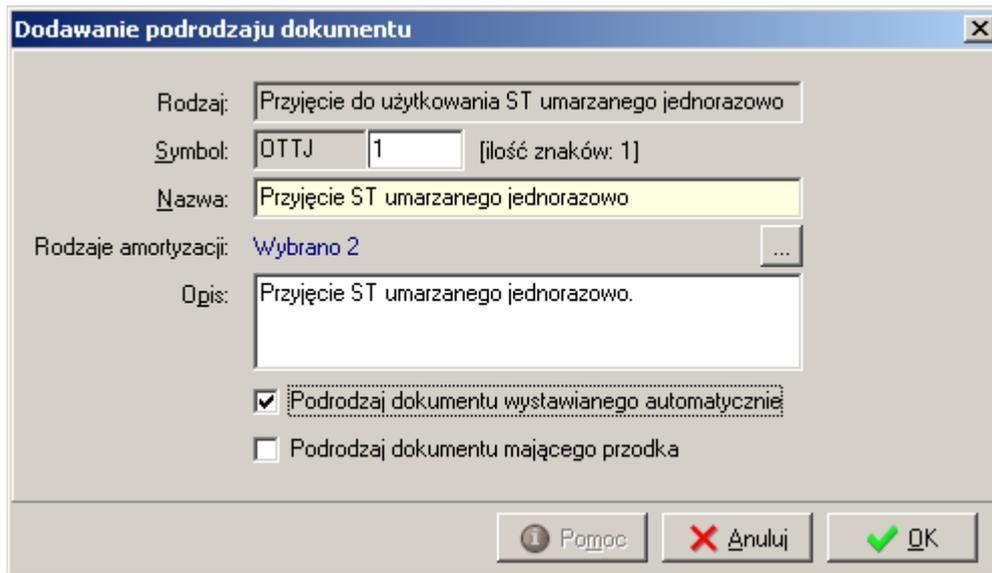 Dodawanie podrodzaju dokumentu
Rodzaj: Przyjęcie do użytkowania ST umarzanego jednorazowo
Symbol: OTTJ 1 [ilość znaków: 1]
Nazwa: Przyjęcie ST umarzanego jednorazowo
Rodzaje amortyzacji: Wybrano 2 ...
Opis: Przyjęcie ST umarzanego jednorazowo.
Podrodzaj dokumentu wystawianego automatycznie
Podrodzaj dokumentu mającego przodka
Pomoc Anuluj OK